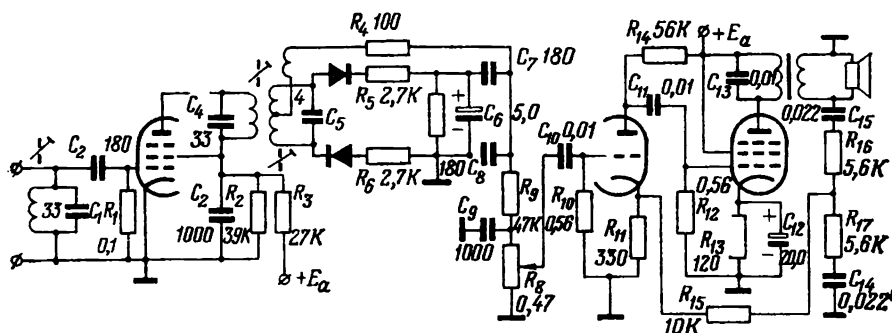 R4 100
C7 180
R14 56K
+Ea
C11
0,01
C13
0,01
C4
33
4
C5
R5 2,7K
C6
5,0
C2
180
C10
0,01
0,022
C15
R16
5,6K
R6 2,7K
180
C8
33
C1
R1
0,1
C2
1000
R2
39K
R3
27K
+Ea
R9
47K
C9
1000
R10
0,56
R8
0,47
R11
330
0,56
R12
R13
120
C12
20,0
R17
5,6K
C14
0,022
R15
10K
+
-
+
-